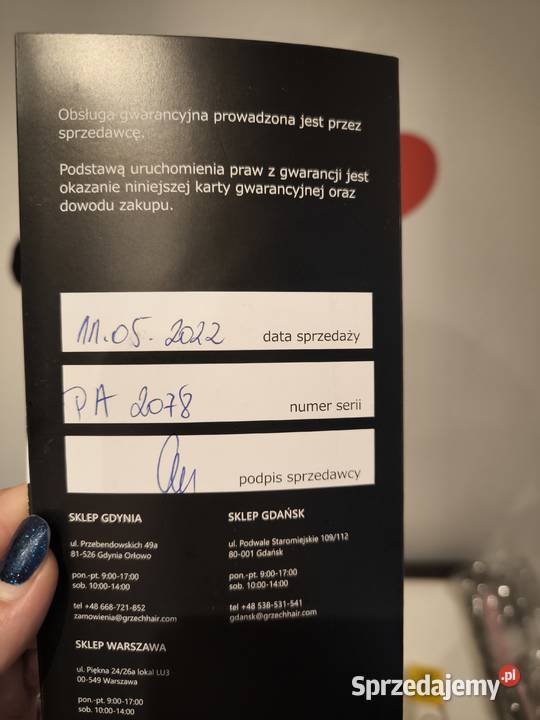 Obsługa gwarancyjna prowadzona jest przez
sprzedawcę.
Podstawą uruchomienia praw z gwarancji jest
okazanie niniejszej karty gwarancyjnej oraz
dowodu zakupu.
11.05.2022 data sprzedaży
PA 2078 numer serii
podpis sprzedawcy
SKLEP GDYNIA
ul. Przebendowskich 49a
81-526 Gdynia Orłowo
pon.-pt. 9:00-17:00
sob. 10:00-14:00
tel +48 668-721-852
zamowienia@grzechhair.com
SKLEP GDAŃSK
ul. Podwale Staromiejskie 109/112
80-001 Gdańsk
pon.-pt. 9:00-17:00
sob. 10:00-14:00
tel +48 538-531-541
gdansk@grzechhair.com
SKLEP WARSZAWA
ul. Piękna 24/26a lokal LU3
00-549 Warszawa
pon.-pt. 9:00-17:00
sob. 10:00-14:00
Sprzedajemy.pl